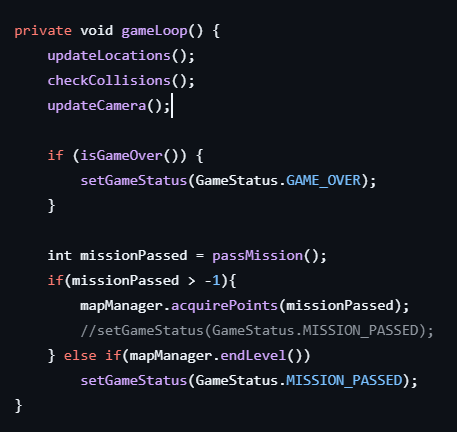 private void gameLoop() {
    updateLocations();
    checkCollisions();
    updateCamera();

    if (isGameOver()) {
        setGameStatus(GameStatus.GAME_OVER);
    }

    int missionPassed = passMission();
    if(missionPassed > -1){
        mapManager.acquirePoints(missionPassed);
        //setGameStatus(GameStatus.MISSION_PASSED);
    } else if(mapManager.endLevel())
        setGameStatus(GameStatus.MISSION_PASSED);
}